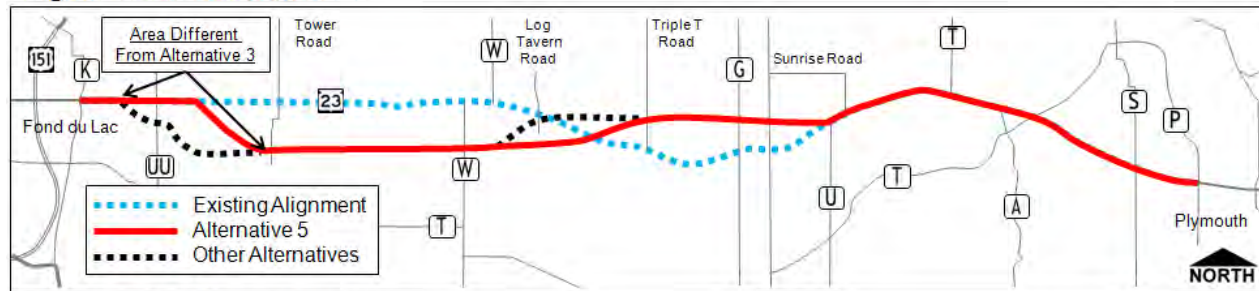 Area Different
From Alternative 3
Tower
Road
Log
Tavern
Road
Triple T
Road
Sunrise Road
151
K
W
G
T
23
S
P
Fond du Lac
UU
W
U
T
A
T
Existing Alignment
Alternative 5
Other Alternatives
Plymouth
NORTH